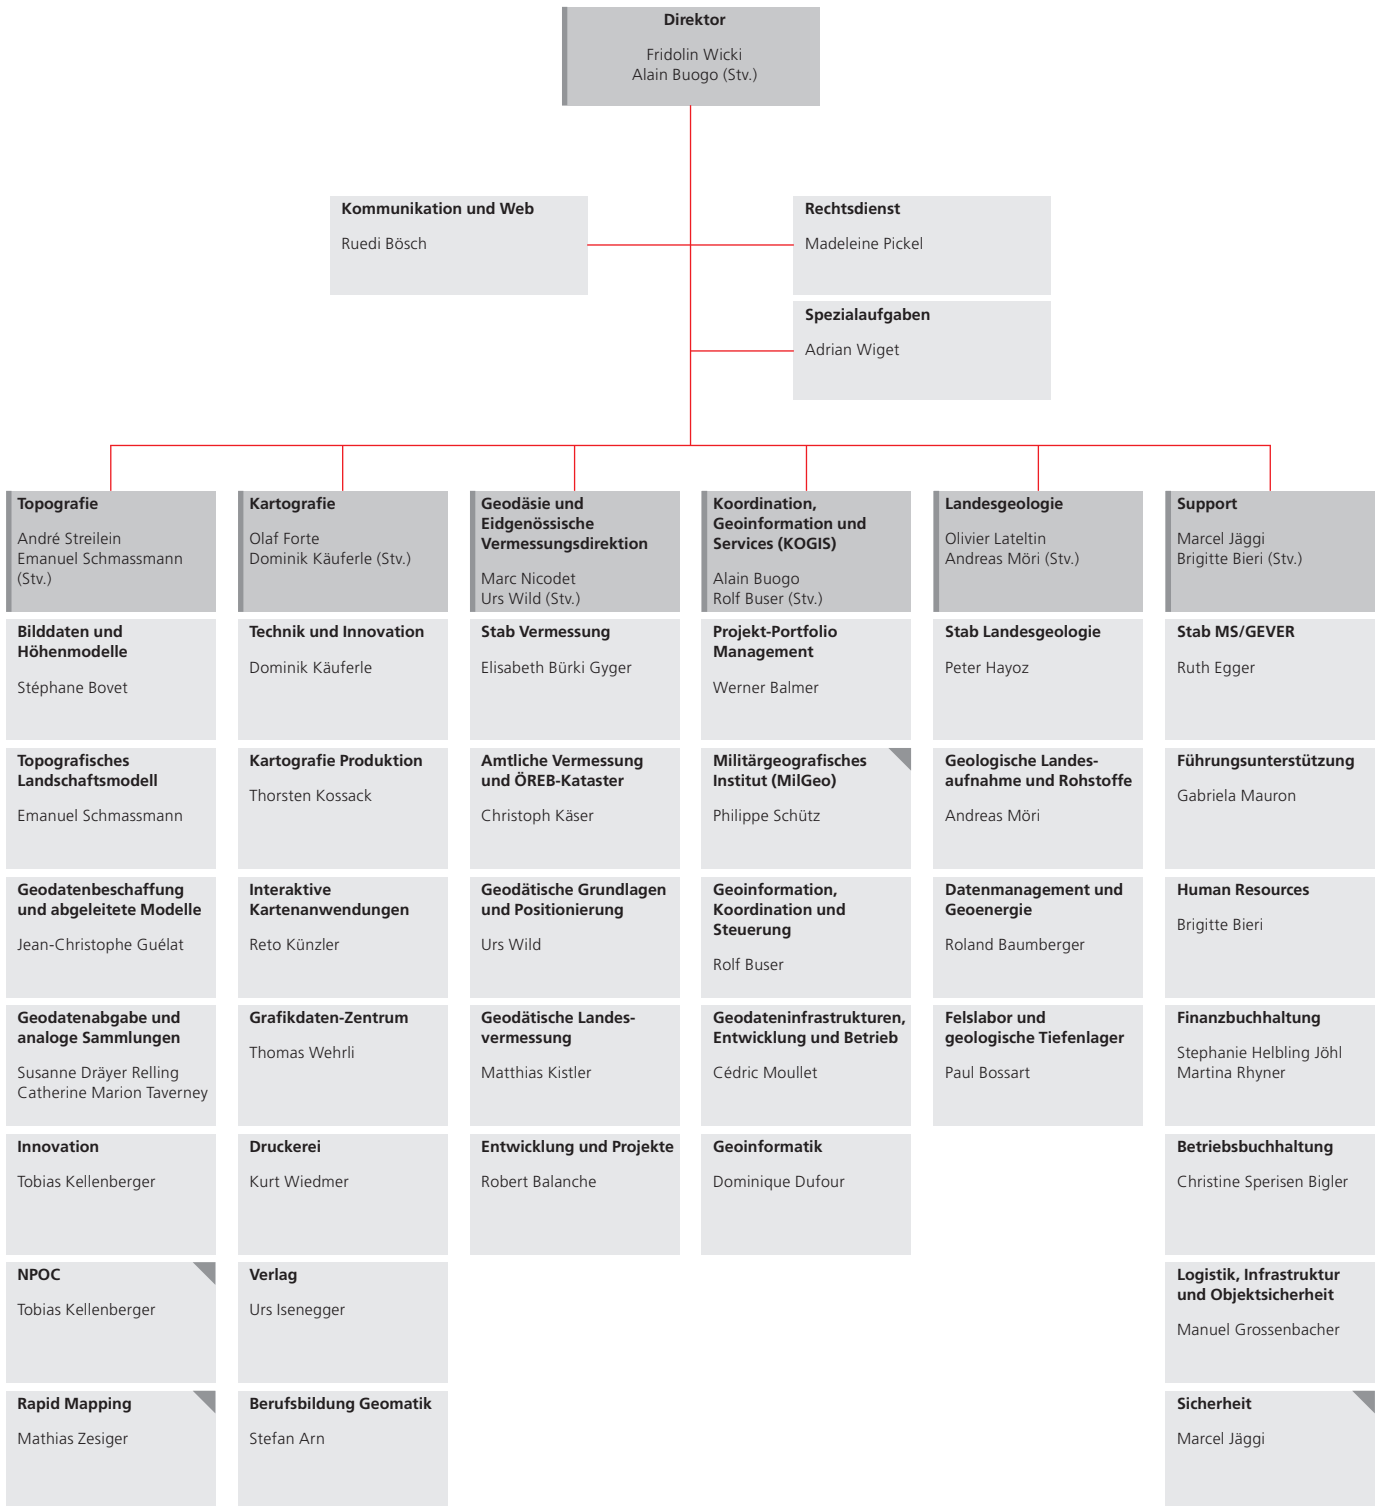 Direktor
Fridolin Wicki
Alain Buogo (Stv.)
Kommunikation und Web
Ruedi Bösch
Rechtsdienst
Madeleine Pickel
Spezialaufgaben
Adrian Wiget
Topografie
André Streilein
Emanuel Schmassmann
(Stv.)
Bilddaten und
Höhenmodelle
Stéphane Bovet
Topografisches
Landschaftsmodell
Emanuel Schmassmann
Geodatenbeschaffung
und abgeleitete Modelle
Jean-Christophe Guélat
Geodatenabgabe und
analoge Sammlungen
Susanne Dräyer Relling
Catherine Marion Taverney
Innovation
Tobias Kellenberger
NPOC
Tobias Kellenberger
Rapid Mapping
Mathias Zesiger
Kartografie
Olaf Forte
Dominik Käuferle (Stv.)
Technik und Innovation
Dominik Käuferle
Kartografie Produktion
Thorsten Kossack
Interaktive
Kartenanwendungen
Reto Künzler
Grafikdaten-Zentrum
Thomas Wehrli
Druckerei
Kurt Wiedmer
Verlag
Urs Isenegger
Berufsbildung Geomatik
Stefan Arn
Geodäsie und
Eidgenössische
Vermessungsdirektion
Marc Nicodet
Urs Wild (Stv.)
Stab Vermessung
Elisabeth Bürki Gyger
Amtliche Vermessung
und ÖREB-Kataster
Christoph Käser
Geodätische Grundlagen
und Positionierung
Urs Wild
Geodätische Landes-
vermessung
Matthias Kistler
Entwicklung und Projekte
Robert Balanche
Koordination,
Geoinformation und
Services (KOGIS)
Alain Buogo
Rolf Buser (Stv.)
Projekt-Portfolio
Management
Werner Balmer
Militärgeografisches
Institut (MilGeo)
Philippe Schütz
Geoinformation,
Koordination und
Steuerung
Rolf Buser
Geodateninfrastrukturen,
Entwicklung und Betrieb
Cédric Moullet
Geoinformatik
Dominique Dufour
Landesgeologie
Olivier Lateltin
Andreas Möri (Stv.)
Stab Landesgeologie
Peter Hayoz
Geologische Landes-
aufnahme und Rohstoffe
Andreas Möri
Datenmanagement und
Geoenergie
Roland Baumberger
Felslabor und
geologische Tiefenlager
Paul Bossart
Support
Marcel Jäggi
Brigitte Bieri (Stv.)
Stab MS/GEVER
Ruth Egger
Führungsunterstützung
Gabriela Mauron
Human Resources
Brigitte Bieri
Finanzbuchhaltung
Stephanie Helbling Jöhl
Martina Rhyner
Betriebsbuchhaltung
Christine Sperisen Bigler
Logistik, Infrastruktur
und Objektsicherheit
Manuel Grossenbacher
Sicherheit
Marcel Jäggi